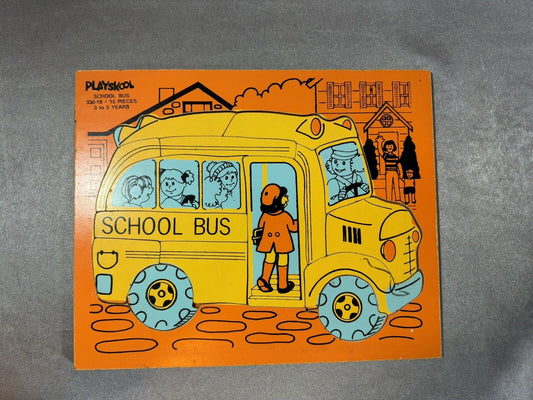 PLAYSKOOL
SCHOOL BUS
330-18 · 15 PIECES
3 to 5 YEARS
SCHOOL BUS